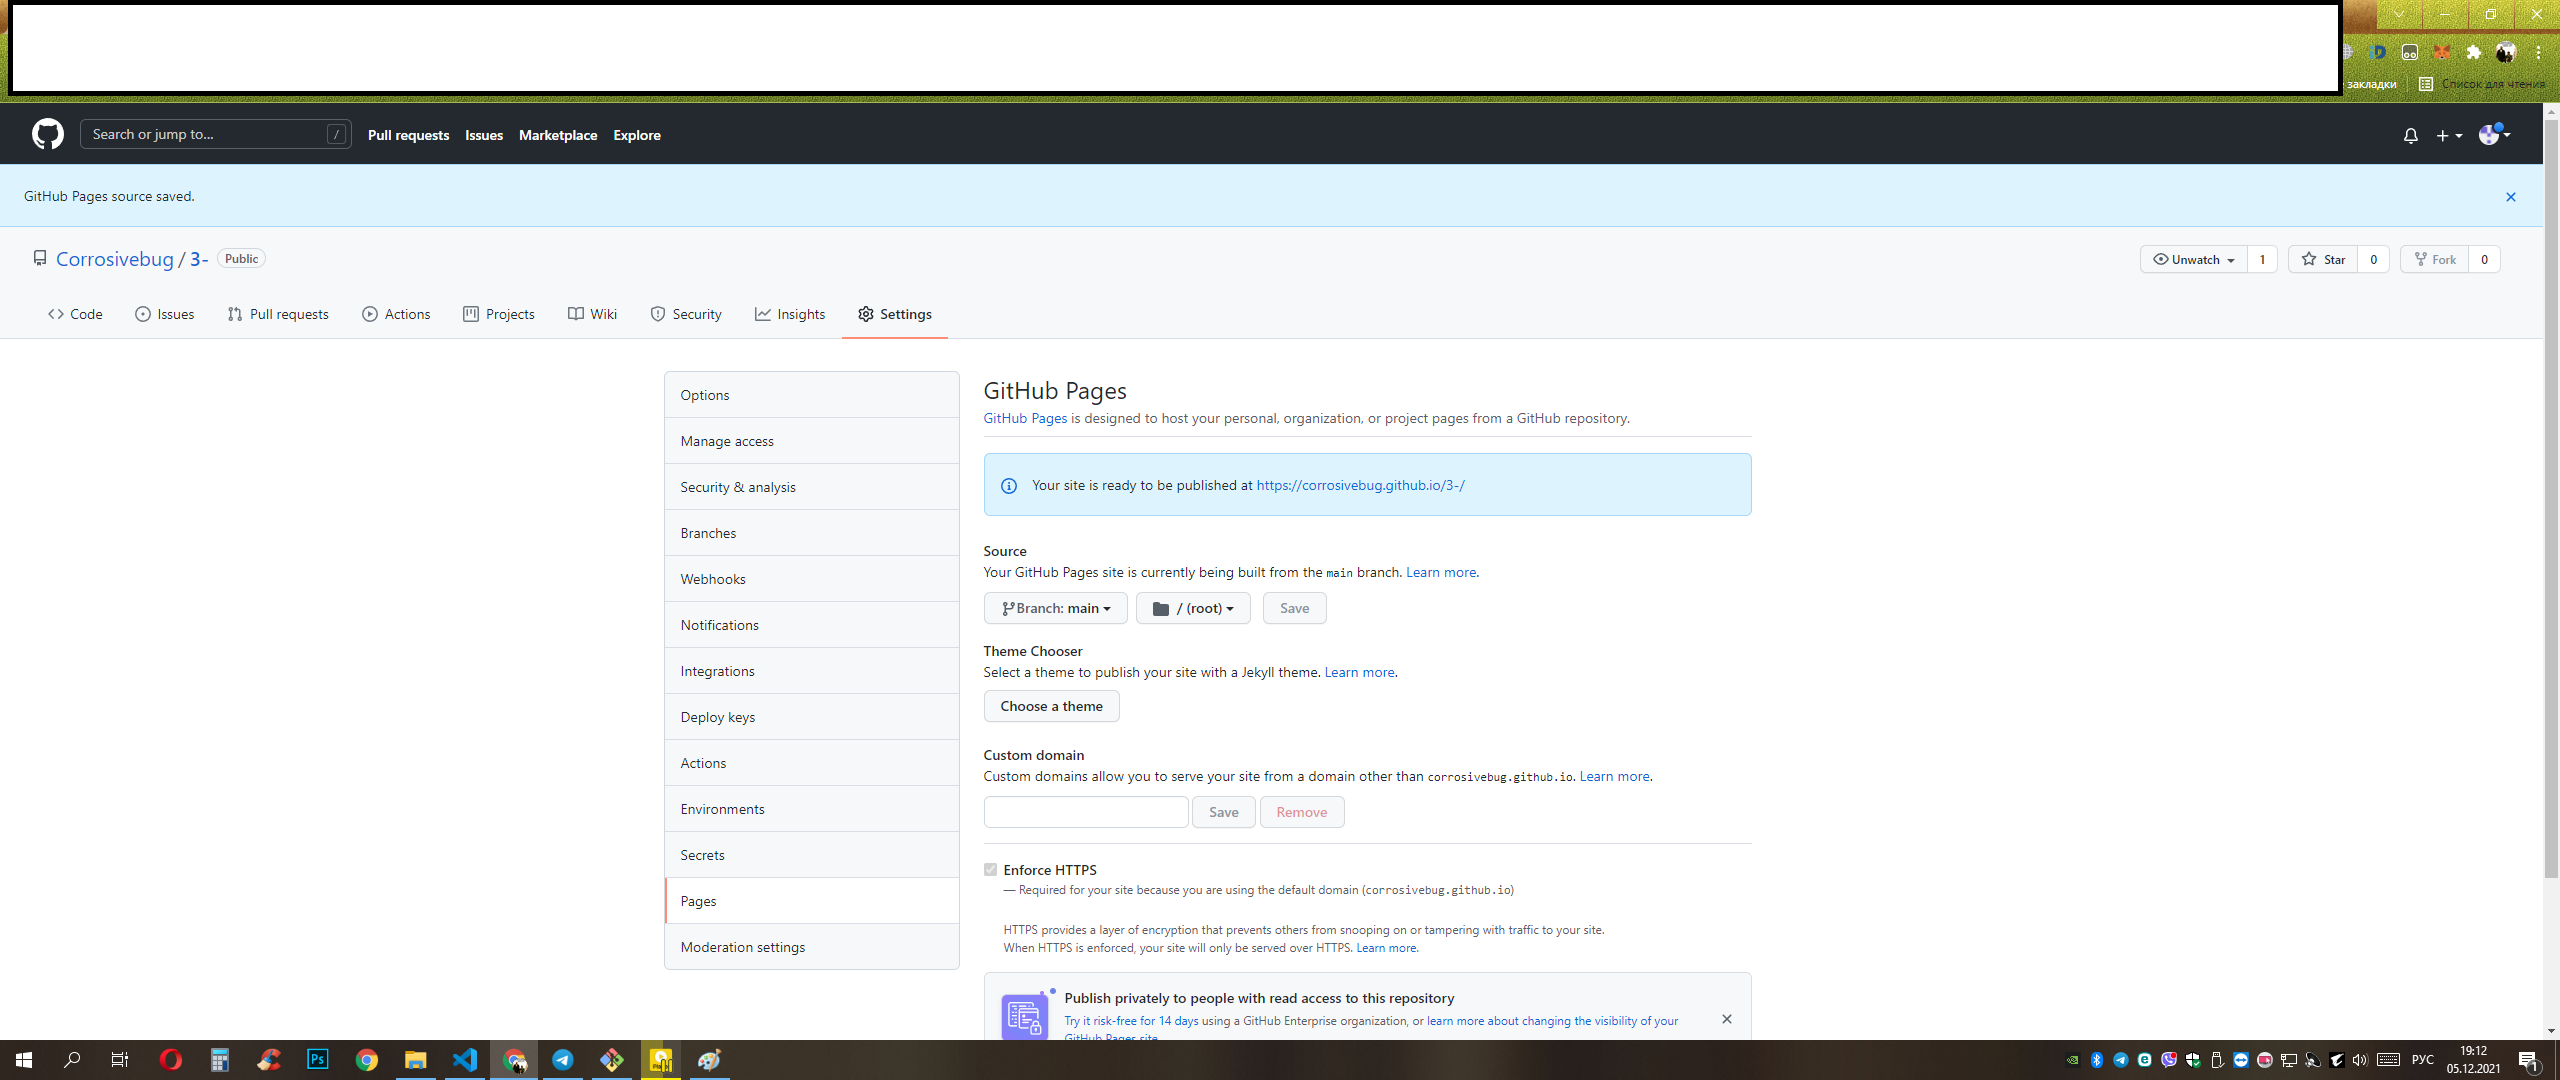 закладки
Список для чтения
Search or jump to...
/
Pull requests
Issues
Marketplace
Explore
GitHub Pages source saved.
Corrosivebug / 3-
Public
Unwatch
1
Star
0
Fork
0
Code
Issues
Pull requests
Actions
Projects
Wiki
Security
Insights
Settings
Options
Manage access
Security & analysis
Branches
Webhooks
Notifications
Integrations
Deploy keys
Actions
Environments
Secrets
Pages
Moderation settings
GitHub Pages
GitHub Pages is designed to host your personal, organization, or project pages from a GitHub repository.
Your site is ready to be published at https://corrosivebug.github.io/3-/
Source
Your GitHub Pages site is currently being built from the main branch. Learn more.
Branch: main
/ (root)
Save
Theme Chooser
Select a theme to publish your site with a Jekyll theme. Learn more.
Choose a theme
Custom domain
Custom domains allow you to serve your site from a domain other than corrosivebug.github.io. Learn more.
Save
Remove
Enforce HTTPS
— Required for your site because you are using the default domain (corrosivebug.github.io)
HTTPS provides a layer of encryption that prevents others from snooping on or tampering with traffic to your site.
When HTTPS is enforced, your site will only be served over HTTPS. Learn more.
Publish privately to people with read access to this repository
Try it risk-free for 14 days using a GitHub Enterprise organization, or learn more about changing the visibility of your
GitHub Pages site
Ps
РУС
19:12
05.12.2021
1